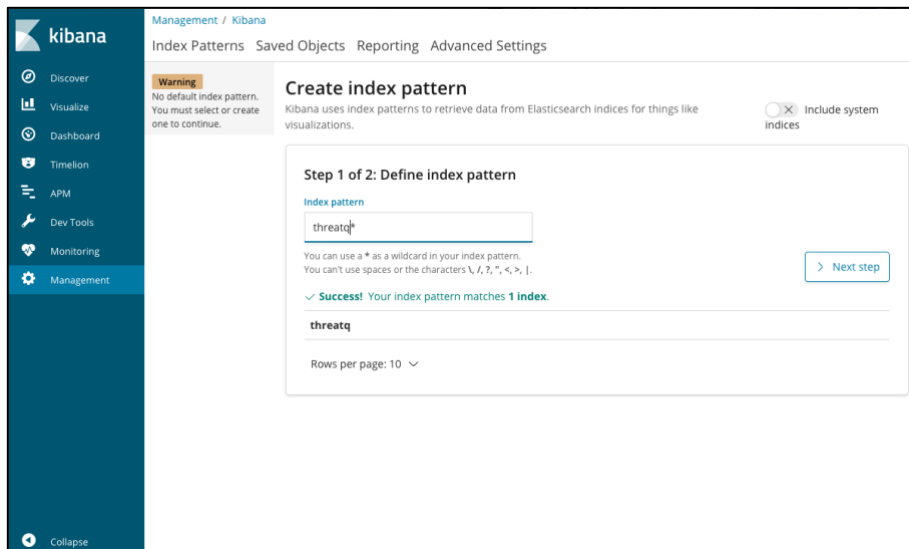 kibana
Discover
Visualize
Dashboard
Timelion
APM
Dev Tools
Monitoring
Management
Collapse
Management / Kibana
Index Patterns Saved Objects Reporting Advanced Settings
Warning
No default index pattern.
You must select or create
one to continue.
Create index pattern
Kibana uses index patterns to retrieve data from Elasticsearch indices for things like
visualizations.
Include system
indices
Step 1 of 2: Define index pattern
Index pattern
threatq*
You can use a * as a wildcard in your index pattern.
You can't use spaces or the characters \, /, ?, ", <, >, |.
Next step
Success! Your index pattern matches 1 index.
threatq
Rows per page: 10